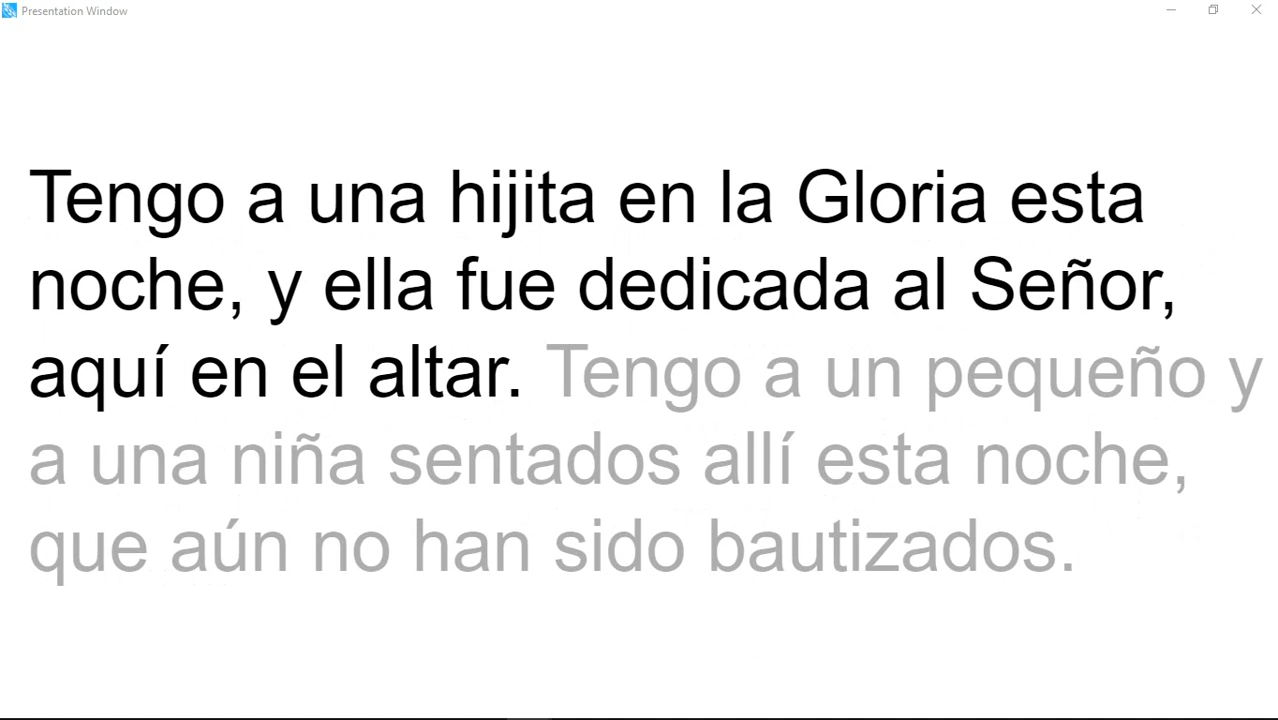 Presentation Window
Tengo a una hijita en la Gloria esta
noche, y ella fue dedicada al Señor,
aquí en el altar. Tengo a un pequeño y
a una niña sentados allí esta noche,
que aún no han sido bautizados.